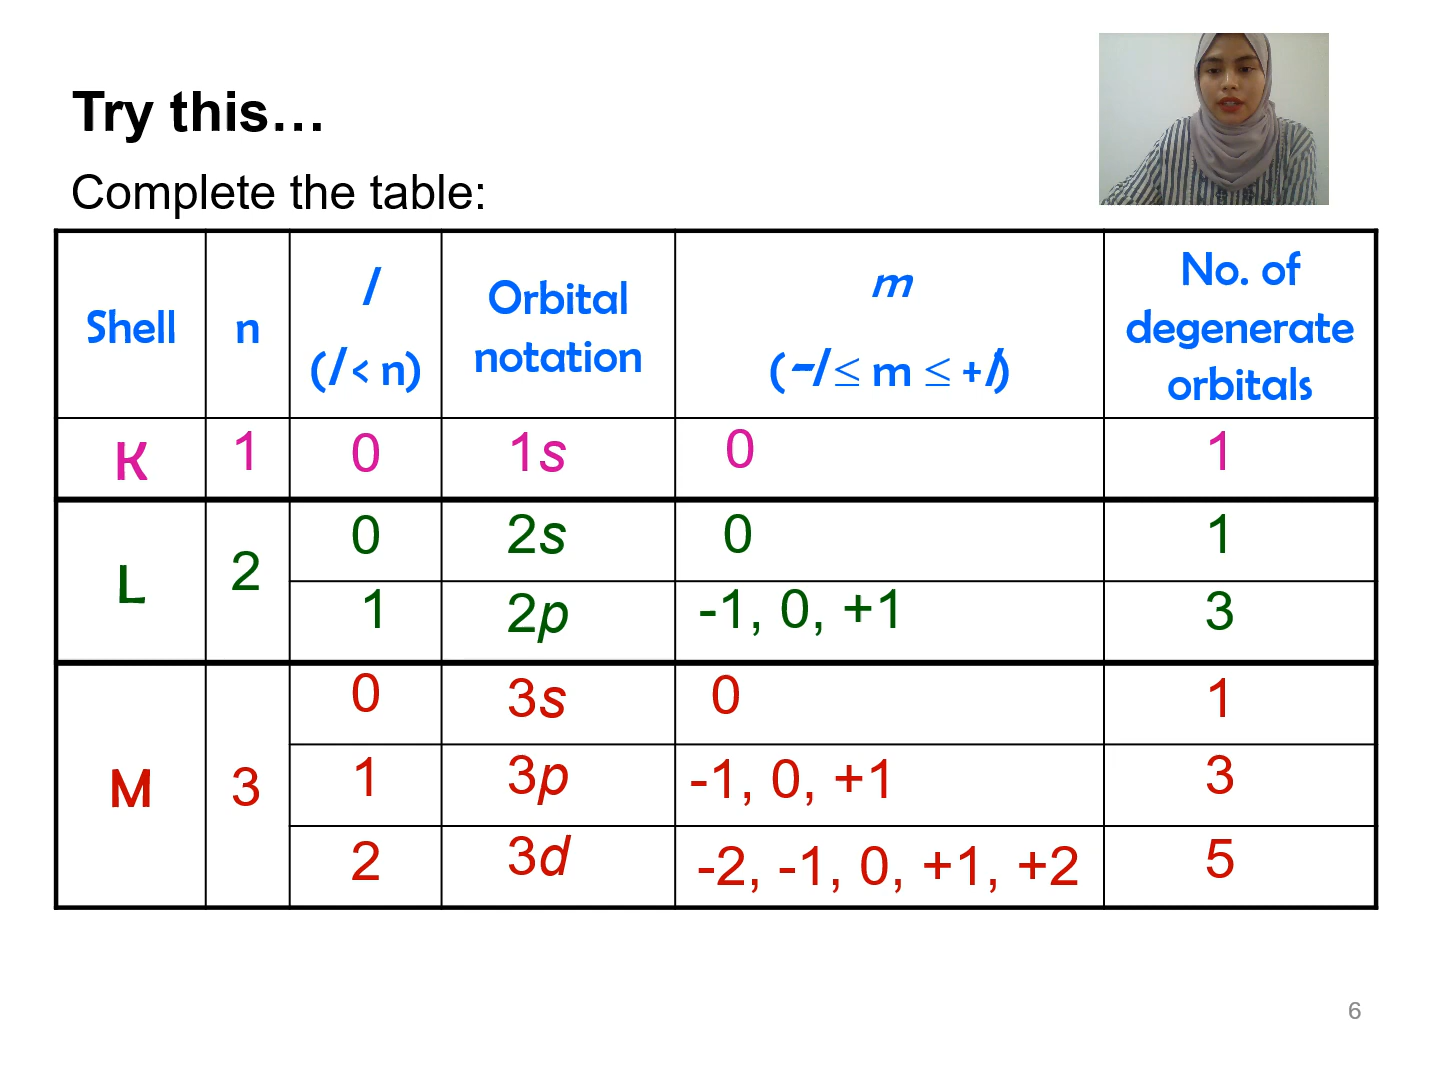 Try this…
Complete the table:
Shell n l (l < n) Orbital notation m (–l ≤ m ≤ +l) No. of degenerate orbitals
K 1 0 1s 0 1
L 2 0 2s 0 1
1 2p -1, 0, +1 3
M 3 0 3s 0 1
1 3p -1, 0, +1 3
2 3d -2, -1, 0, +1, +2 5
6